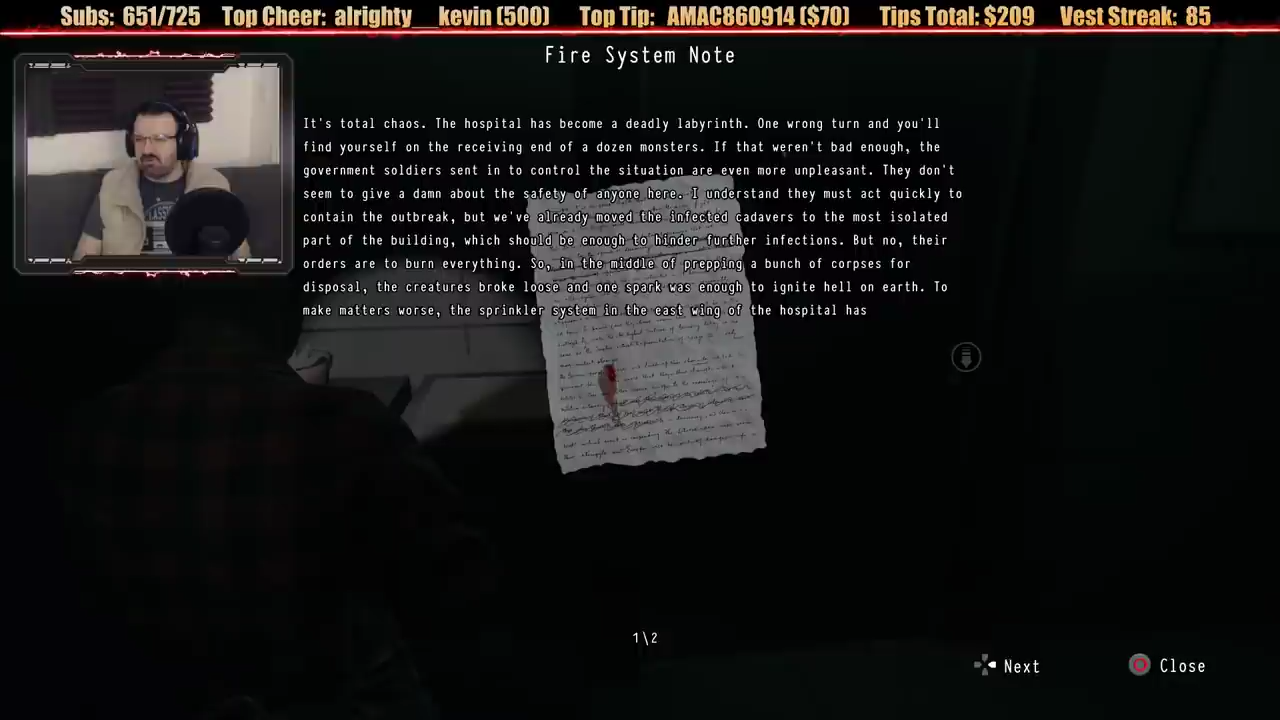 Subs: 651/725 Top Cheer: alrighty__kevin (500) Top Tip: AMAC860914 ($70) Tips Total: $209 Vest Streak: 85
Fire System Note
It's total chaos. The hospital has become a deadly labyrinth. One wrong turn and you'll
find yourself on the receiving end of a dozen monsters. If that weren't bad enough, the
government soldiers sent in to control the situation are even more unpleasant. They don't
seem to give a damn about the safety of anyone here. I understand they must act quickly to
contain the outbreak, but we've already moved the infected cadavers to the most isolated
part of the building, which should be enough to hinder further infections. But no, their
orders are to burn everything. So, in the middle of prepping a bunch of corpses for
disposal, the creatures broke loose and one spark was enough to ignite hell on earth. To
make matters worse, the sprinkler system in the east wing of the hospital has
1\2
Next
Close